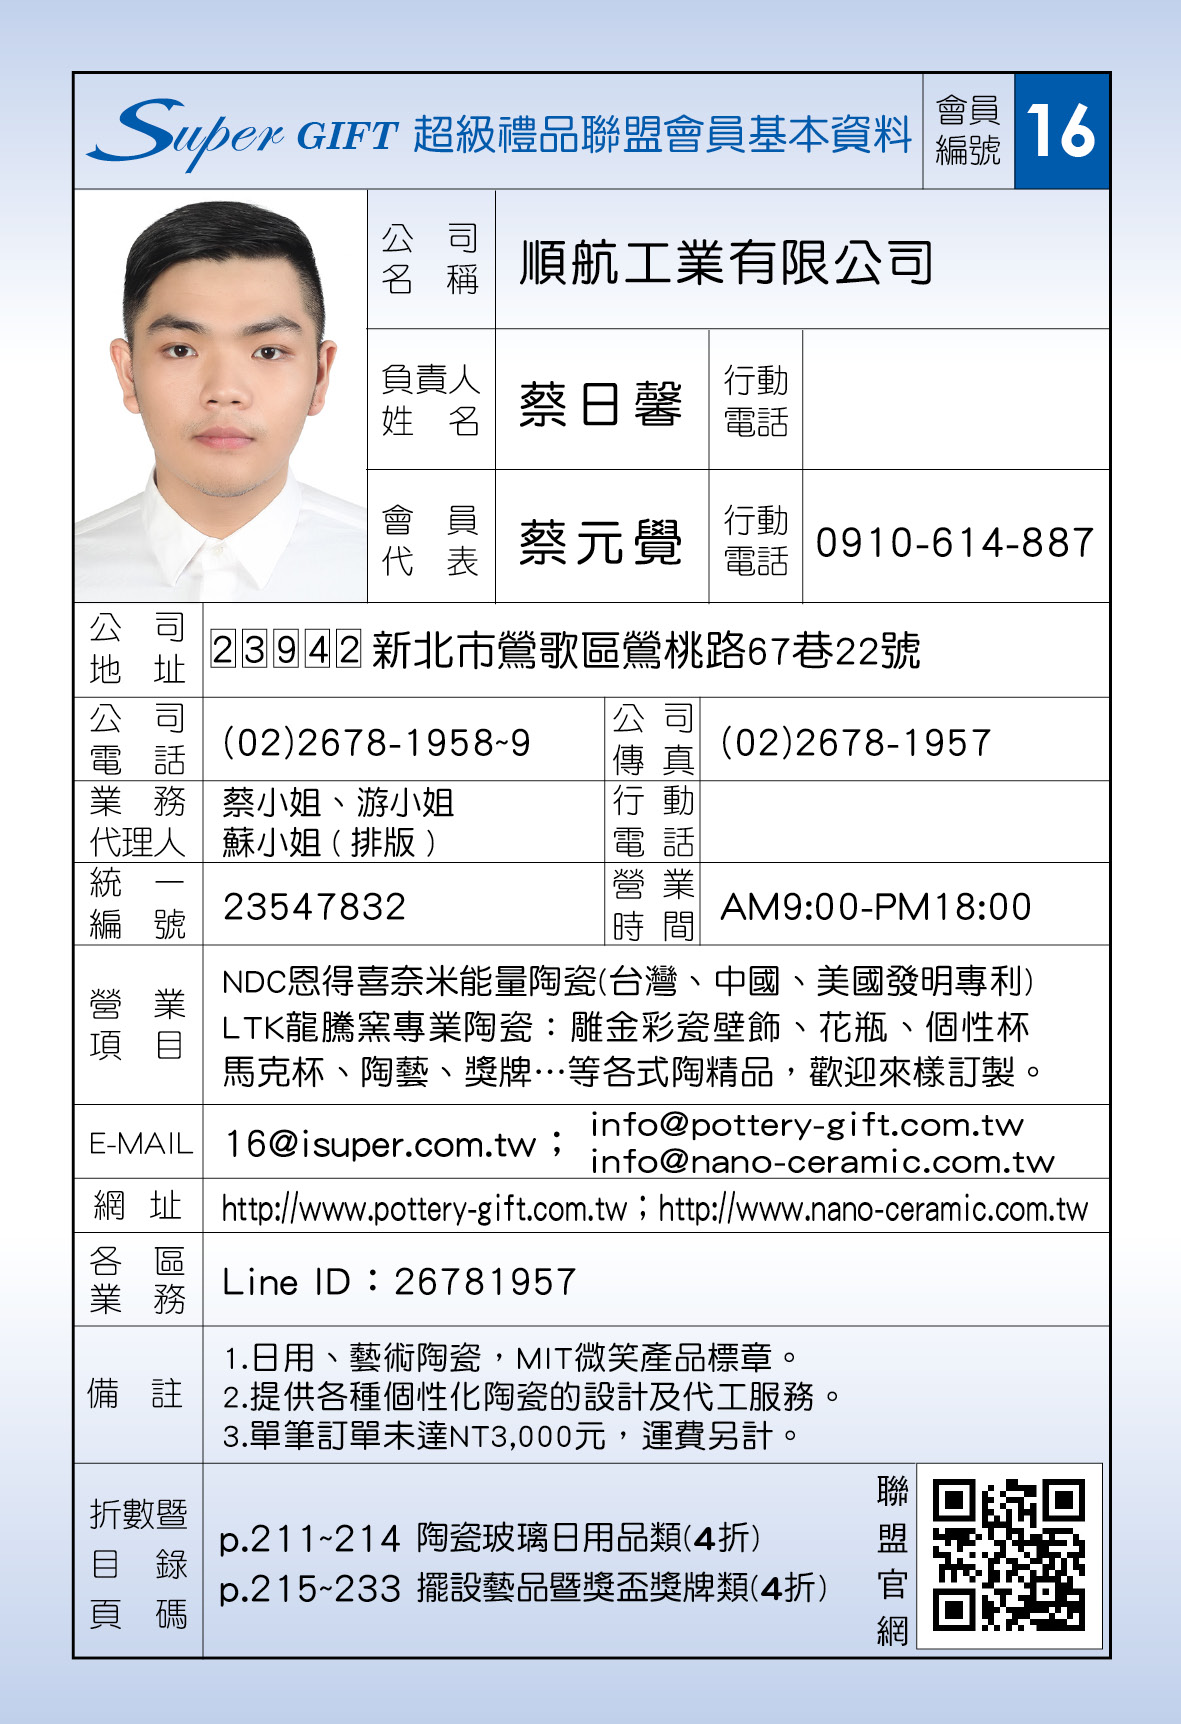 Super GIFT 超級禮品聯盟會員基本資料
會員編號 16
公司名稱 順航工業有限公司
負責人姓名 蔡日馨 行動電話
會員代表 蔡元覺 行動電話 0910-614-887
公司地址 23942 新北市鶯歌區鶯桃路67巷22號
公司電話 (02)2678-1958~9 公司傳真 (02)2678-1957
業務代理人 蔡小姐、游小姐
蘇小姐(排版) 行動電話
統一編號 23547832 營業時間 AM9:00-PM18:00
營業項目
NDC恩得喜奈米能量陶瓷(台灣、中國、美國發明專利)
LTK龍騰窯專業陶瓷：雕金彩瓷壁飾、花瓶、個性杯
馬克杯、陶藝、獎牌⋯等各式陶精品，歡迎來樣訂製。
E-MAIL 16@isuper.com.tw； info@pottery-gift.com.tw
info@nano-ceramic.com.tw
網址 http://www.pottery-gift.com.tw；http://www.nano-ceramic.com.tw
各區業務 Line ID：26781957
備註
1.日用、藝術陶瓷，MIT微笑產品標章。
2.提供各種個性化陶瓷的設計及代工服務。
3.單筆訂單未達NT3,000元，運費另計。
折數暨目錄頁碼
p.211~214 陶瓷玻璃日用品類(4折)
p.215~233 擺設藝品暨獎盃獎牌類(4折)
聯盟官網